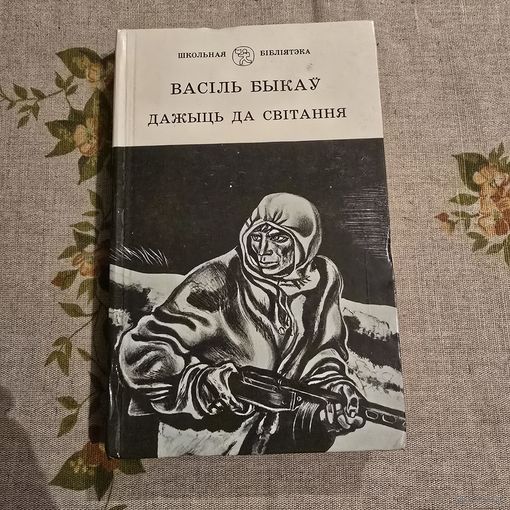 ШКОЛЬНАЯ БІБЛІЯТЭКА
ВАСІЛЬ БЫКАЎ
ДАЖЫЦЬ ДА СВІТАННЯ